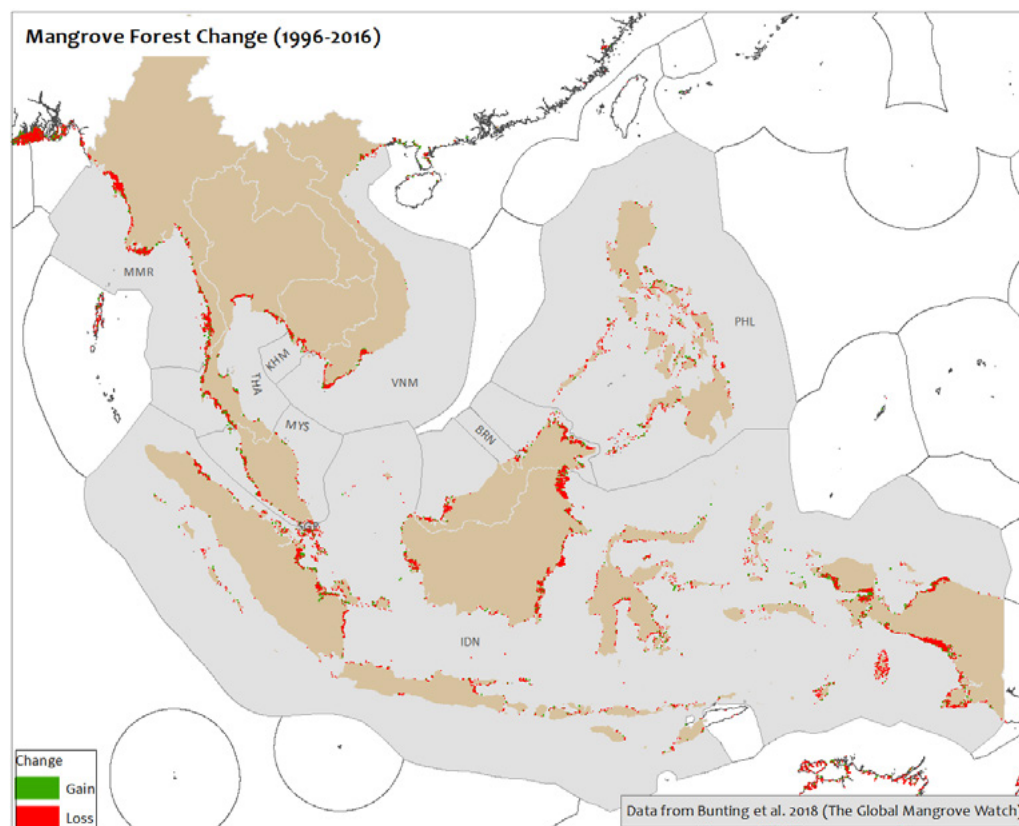 Mangrove Forest Change (1996-2016)
MMR
PHL
KHM
THA
VNM
MYS
BRN
SGP
IDN
Change
Gain
Loss
Data from Bunting et al. 2018 (The Global Mangrove Watch)